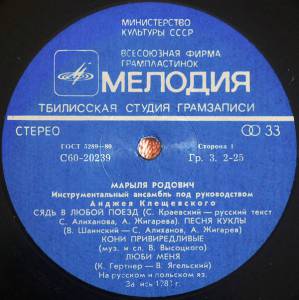 МИНИСТЕРСТВО
КУЛЬТУРЫ СССР
ВСЕСОЮЗНАЯ ФИРМА
ГРАМПЛАСТИНОК
МЕЛОДИЯ
ТБИЛИССКАЯ СТУДИЯ ГРАМЗАПИСИ
СТЕРЕО
33
ГОСТ 5289—80
Сторона 1
С60-20239
Гр. 3. 2-25
МАРЫЛЯ РОДОВИЧ
Инструментальный ансамбль под руководством
Анджея Клещевского
СЯДЬ В ЛЮБОЙ ПОЕЗД (С. Краевский — русский текст
С. Алиханова, А. Жигарева). ПЕСНЯ КУКЛЫ
(В. Шаинский — С. Алиханов, А. Жигарев)
КОНИ ПРИВИРЕДЛИВЫЕ
(муз. и сл. В. Высоцкого)
ЛЮБИ МЕНЯ
(К. Гертнер — В. Ягельский)
На русском и польском яз.
Запись 1983 г.